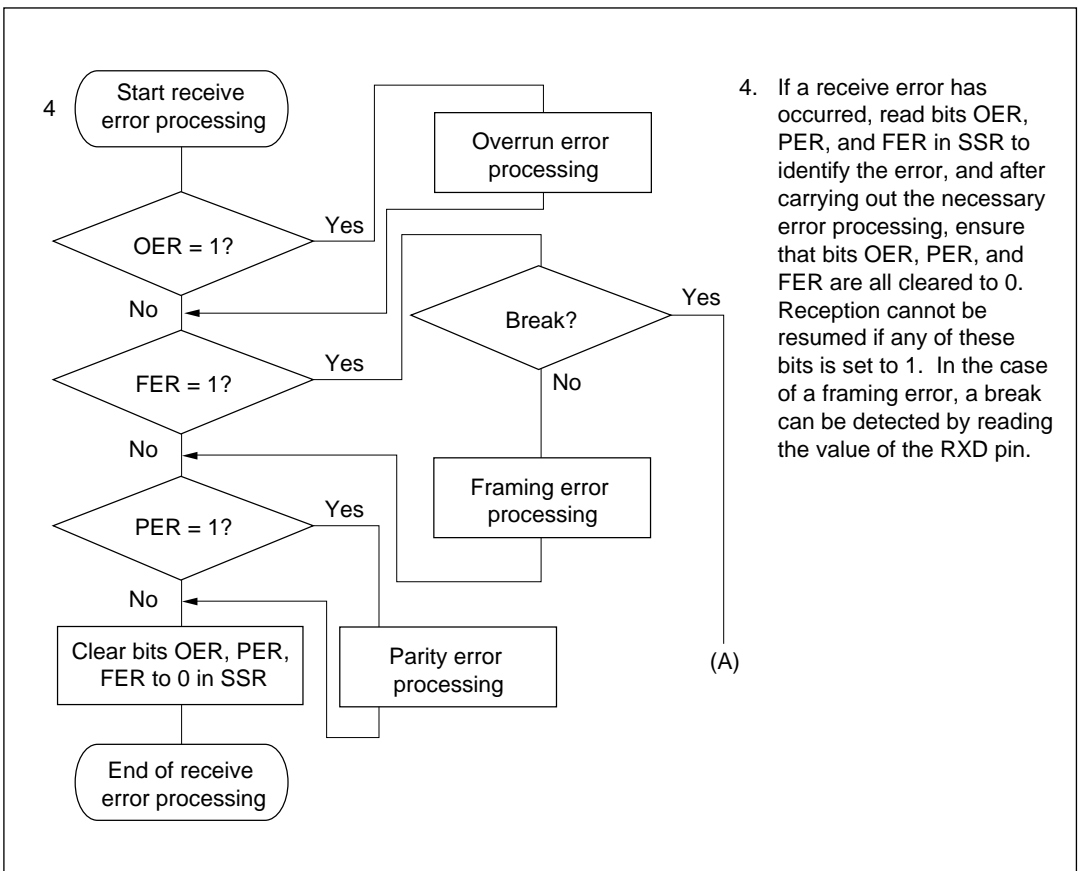 4
Start receive
error processing
Overrun error
processing
Yes
OER = 1?
No
Break?
Yes
Yes
FER = 1?
No
No
Framing error
processing
Yes
PER = 1?
No
Clear bits OER, PER,
FER to 0 in SSR
Parity error
processing
(A)
End of receive
error processing
4. If a receive error has
occurred, read bits OER,
PER, and FER in SSR to
identify the error, and after
carrying out the necessary
error processing, ensure
that bits OER, PER, and
FER are all cleared to 0.
Reception cannot be
resumed if any of these
bits is set to 1. In the case
of a framing error, a break
can be detected by reading
the value of the RXD pin.